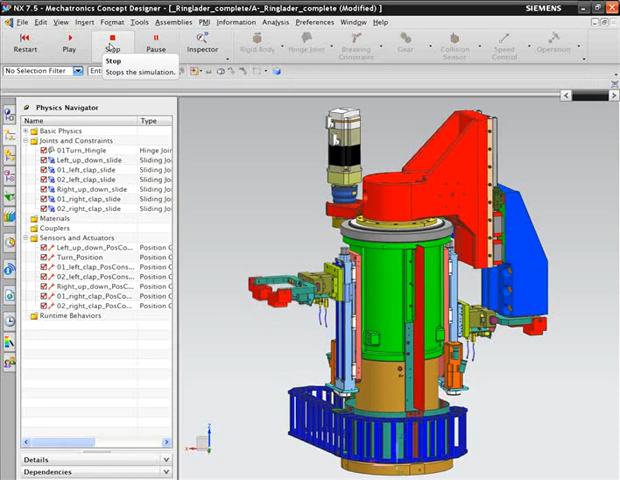 NX 7.5 - Mechatronics Concept Designer - [_Ringlader_complete/A-_Ringlader_complete (Modified) ]
SIEMENS
File Edit View Insert Format Tools Assemblies PMI Information Analysis Preferences Window Help
Restart Play Stop Pause Inspector Rigid Body Hinge Joint Breaking Constraints Gear Collision Sensor Speed Control Operation
Stop
Stops the simulation.
No Selection Filter
Physics Navigator
Name Type
Basic Physics
Joints and Constraints
01Turn_Hingle Hinge Join
Left_up_down_slide Sliding Joi
01_left_clap_slide Sliding Joi
02_left_clap_slide Sliding Joi
Right_up_down_slide Sliding Joi
01_right_clap_slide Sliding Joi
02_right_clap_slide Sliding Joi
Materials
Couplers
Sensors and Actuators
Left_up_down_PosCo... Position C
Turn_Position Position C
01_left_clap_PosCons... Position C
02_left_clap_PosCons... Position C
Right_up_down_PosCo... Position C
01_right_clap_PosCo... Position C
02_right_clap_PosCo... Position C
Runtime Behaviors
Details
Dependencies